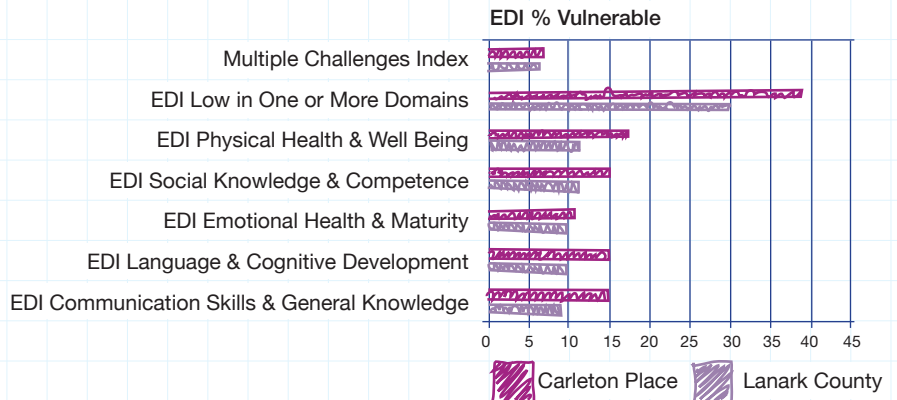 EDI % Vulnerable
Multiple Challenges Index
EDI Low in One or More Domains
EDI Physical Health & Well Being
EDI Social Knowledge & Competence
EDI Emotional Health & Maturity
EDI Language & Cognitive Development
EDI Communication Skills & General Knowledge
0 5 10 15 20 25 30 35 40 45
Carleton Place Lanark County